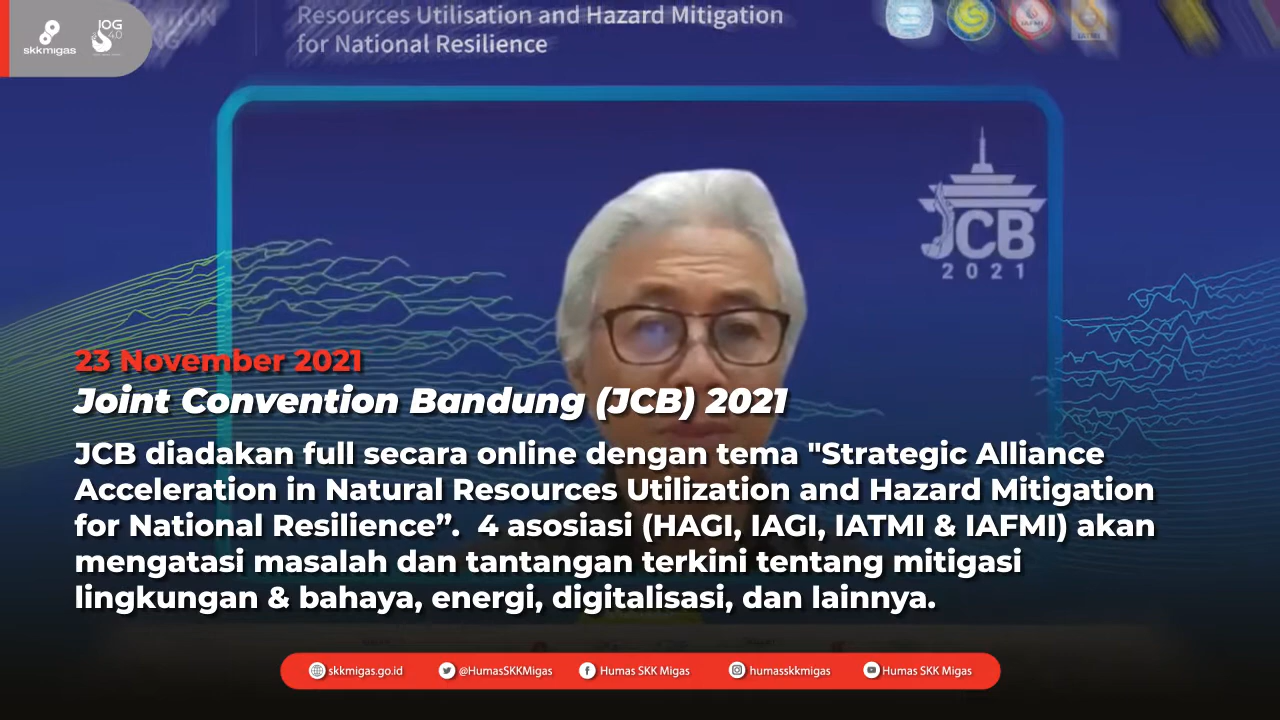 skkmigas
IOG
4.0
Resources Utilisation and Hazard Mitigation
for National Resilience
IAFMI
JCB
2021
23 November 2021
Joint Convention Bandung (JCB) 2021
JCB diadakan full secara online dengan tema "Strategic Alliance
Acceleration in Natural Resources Utilization and Hazard Mitigation
for National Resilience”. 4 asosiasi (HAGI, IAGI, IATMI & IAFMI) akan
mengatasi masalah dan tantangan terkini tentang mitigasi
lingkungan & bahaya, energi, digitalisasi, dan lainnya.
skkmigas.go.id @HumasSKKMigas Humas SKK Migas humasskkmigas Humas SKK Migas